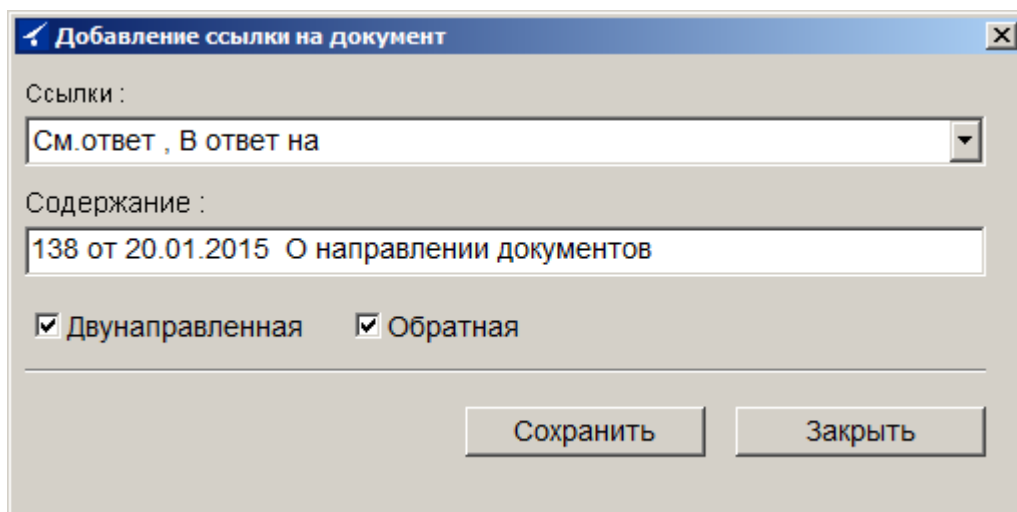 Добавление ссылки на документ
Ссылки :
См.ответ , В ответ на
Содержание :
138 от 20.01.2015  О направлении документов
Двунаправленная Обратная
Сохранить Закрыть